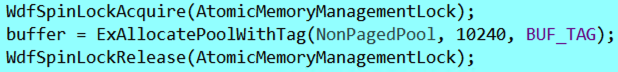 WdfSpinLockAcquire(AtomicMemoryManagementLock);
buffer = ExAllocatePoolWithTag(NonPagedPool, 10240, BUF_TAG);
WdfSpinLockRelease(AtomicMemoryManagementLock);